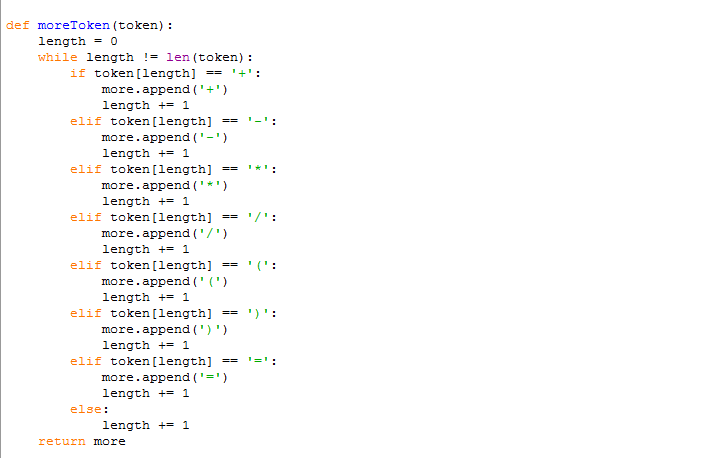 def moreToken(token):
    length = 0
    while length != len(token):
        if token[length] == '+':
            more.append('+')
            length += 1
        elif token[length] == '-':
            more.append('-')
            length += 1
        elif token[length] == '*':
            more.append('*')
            length += 1
        elif token[length] == '/':
            more.append('/')
            length += 1
        elif token[length] == '(':
            more.append('(')
            length += 1
        elif token[length] == ')':
            more.append(')')
            length += 1
        elif token[length] == '=':
            more.append('=')
            length += 1
        else:
            length += 1
    return more